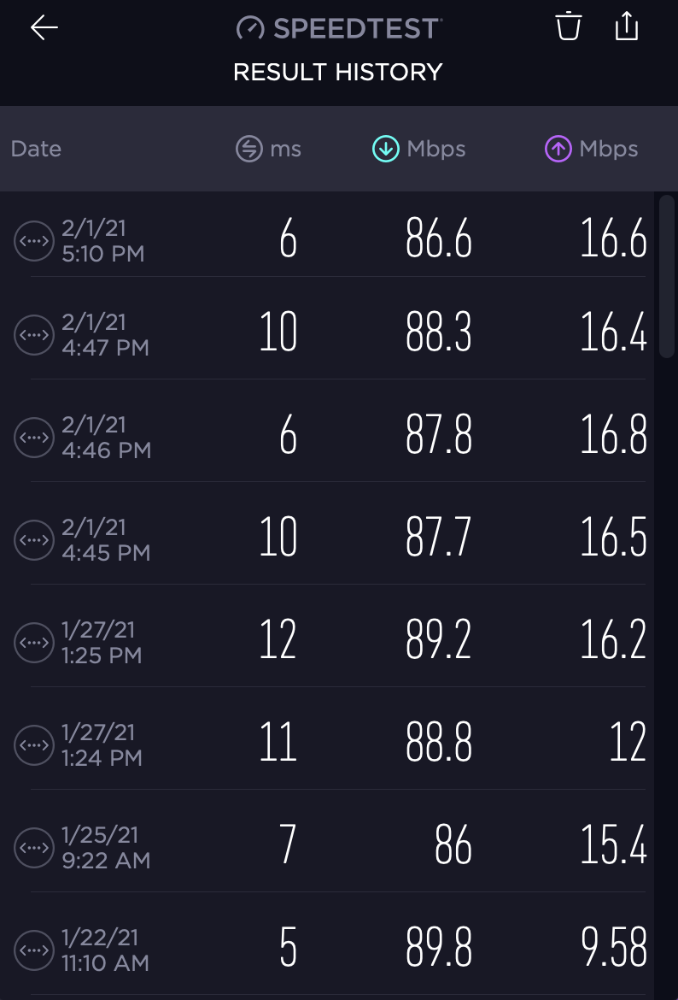 SPEEDTEST
RESULT HISTORY
Date ms Mbps Mbps
2/1/21
5:10 PM 6 86.6 16.6
2/1/21
4:47 PM 10 88.3 16.4
2/1/21
4:46 PM 6 87.8 16.8
2/1/21
4:45 PM 10 87.7 16.5
1/27/21
1:25 PM 12 89.2 16.2
1/27/21
1:24 PM 11 88.8 12
1/25/21
9:22 AM 7 86 15.4
1/22/21
11:10 AM 5 89.8 9.58